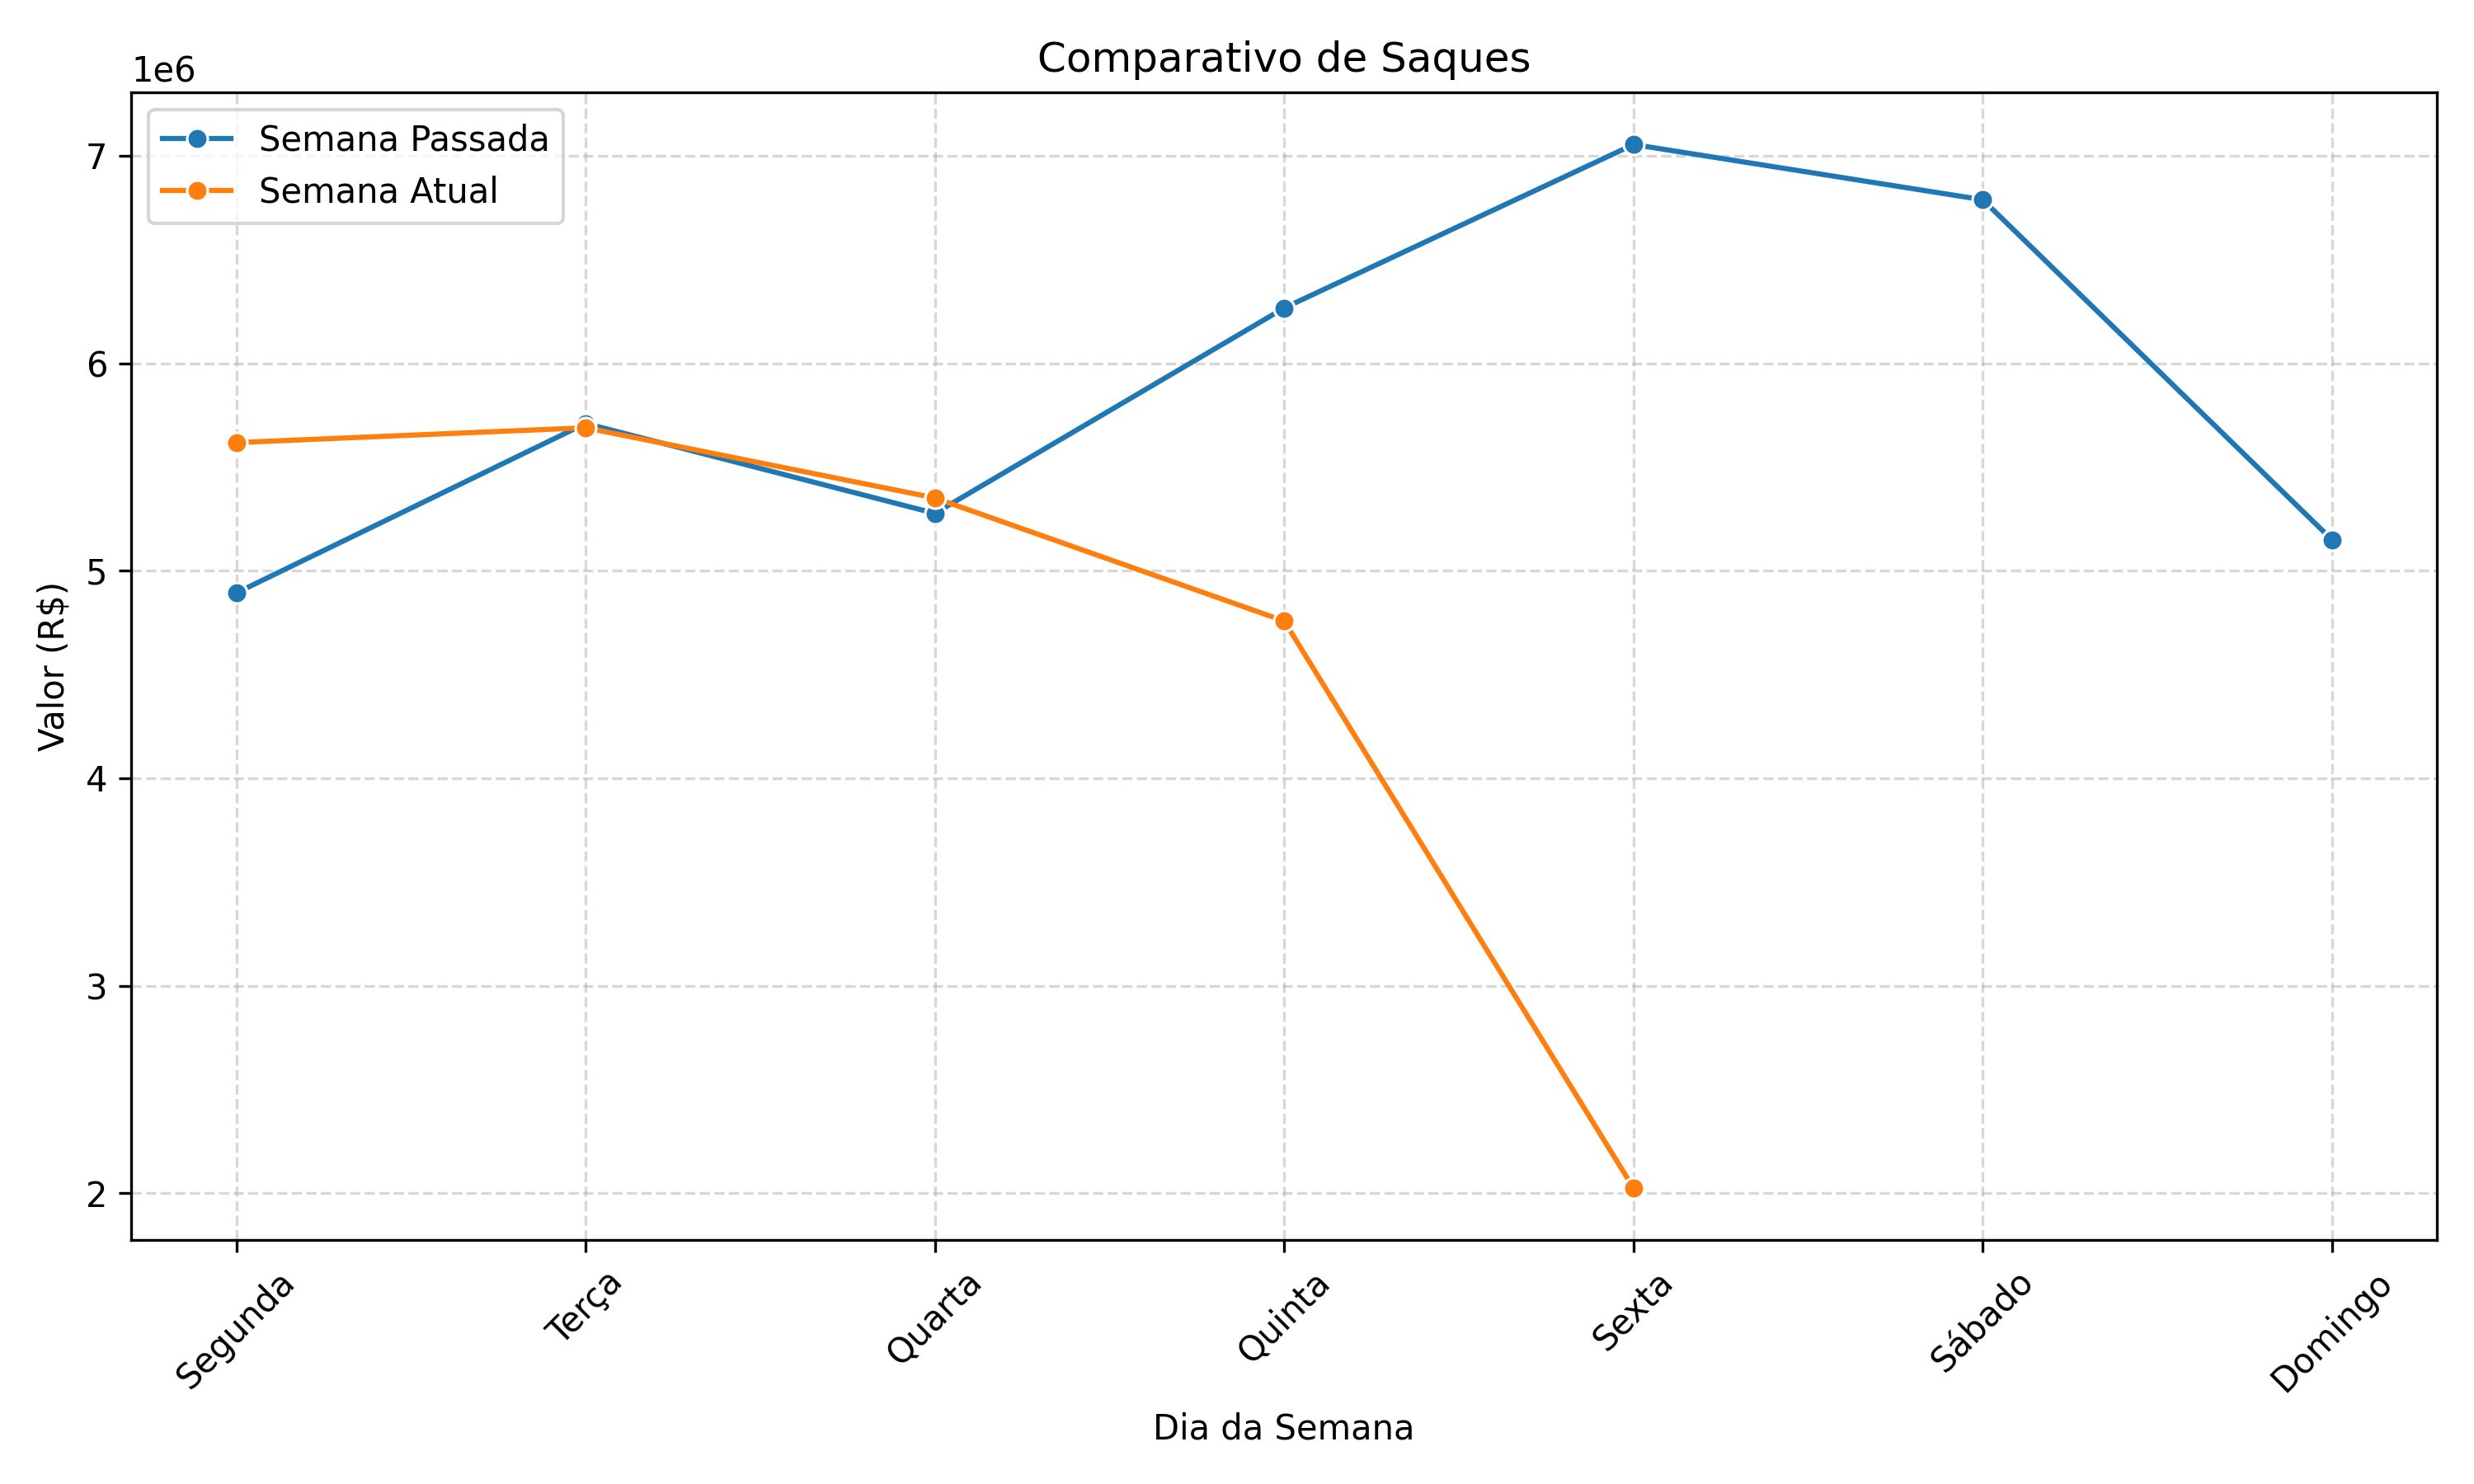 Comparativo de Saques
1e6
Semana Passada
Semana Atual
7
6
5
4
3
2
Valor (R$)
Segunda
Terça
Quarta
Quinta
Sexta
Sábado
Domingo
Dia da Semana